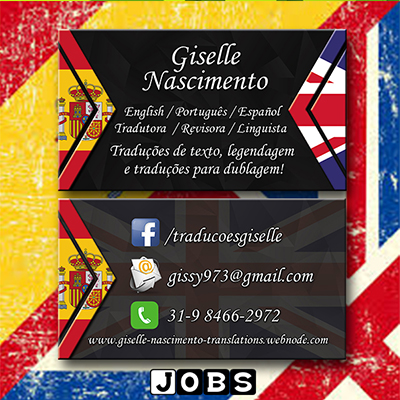 Giselle
Nascimento
English / Português / Español
Tradutora / Revisora / Linguista
Traduções de texto, legendagem
e traduções para dublagem!
f /traducoesgiselle
@ gissy973@gmail.com
31-9 8466-2972
www.giselle-nascimento-translations.webnode.com
JOBS